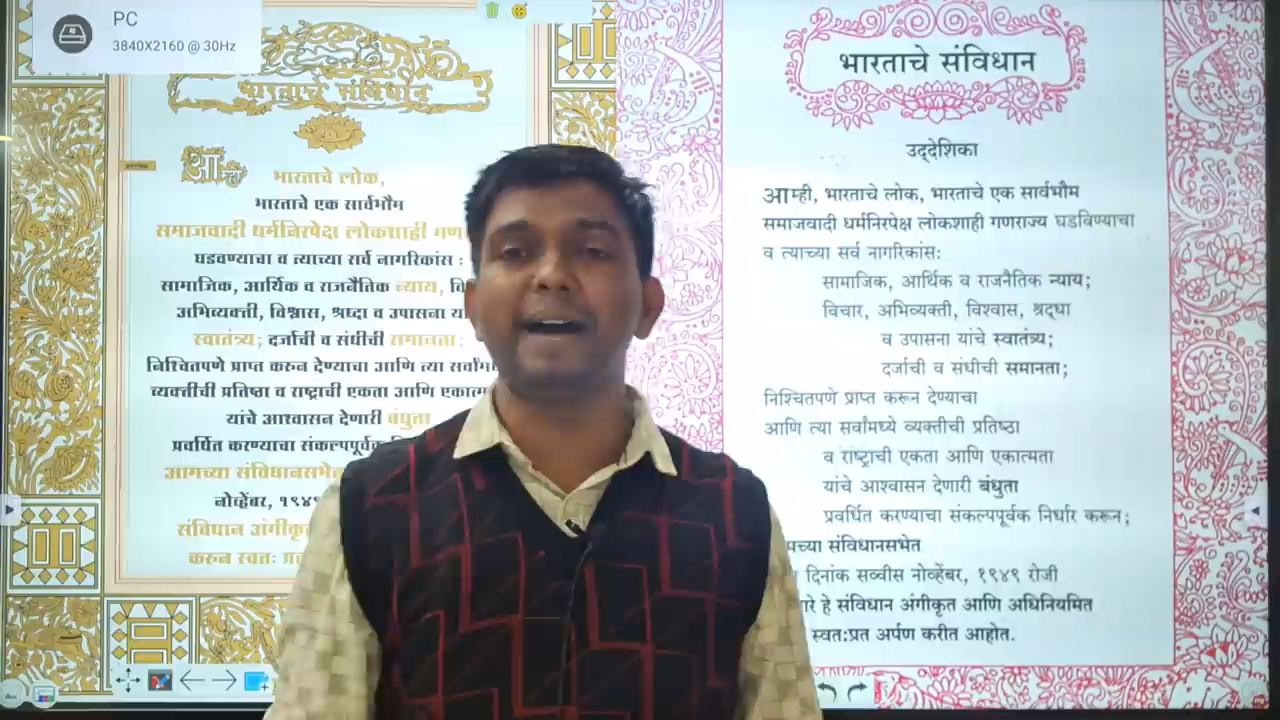 PC
3840X2160 @ 30Hz
भारताचे संविधान
आम्ही
भारताचे लोक,
भारताचे एक सार्वभौम
समाजवादी धर्मनिरपेक्ष लोकशाही गण
घडवण्याचा व त्याच्या सर्व नागरिकांस :
सामाजिक, आर्थिक व राजनैतिक न्याय, वि
अभिव्यक्ती, विश्वास, श्रध्दा व उपासना
स्वातंत्र्य; दर्जाची व संधीची समानता;
निश्चितपणे प्राप्त करुन देण्याचा आणि त्या
व्यक्तीची प्रतिष्ठा व राष्ट्राची एकता आणि
यांचे आश्वासन देणारी बंधुता
प्रवर्धित करण्याचा संकल्पपूर्वक
आमच्या संविधानसभेत
नोव्हेंबर, १९४९
संविधान
करुन स्वतः
भारताचे संविधान
उद्देशिका
आम्ही, भारताचे लोक, भारताचे एक सार्वभौम
समाजवादी धर्मनिरपेक्ष लोकशाही गणराज्य घडविण्याचा
व त्याच्या सर्व नागरिकांस:
सामाजिक, आर्थिक व राजनैतिक न्याय;
विचार, अभिव्यक्ती, विश्वास, श्रद्धा
व उपासना यांचे स्वातंत्र्य;
दर्जाची व संधीची समानता;
निश्चितपणे प्राप्त करून देण्याचा
आणि त्या सर्वांमध्ये व्यक्तीची प्रतिष्ठा
व राष्ट्राची एकता आणि एकात्मता
यांचे आश्वासन देणारी बंधुता
प्रवर्धित करण्याचा संकल्पपूर्वक निर्धार करून;
पच्या संविधानसभेत
दिनांक सव्वीस नोव्हेंबर, १९४९ रोजी
ारे हे संविधान अंगीकृत आणि अधिनियमित
स्वत:प्रत अर्पण करीत आहोत.